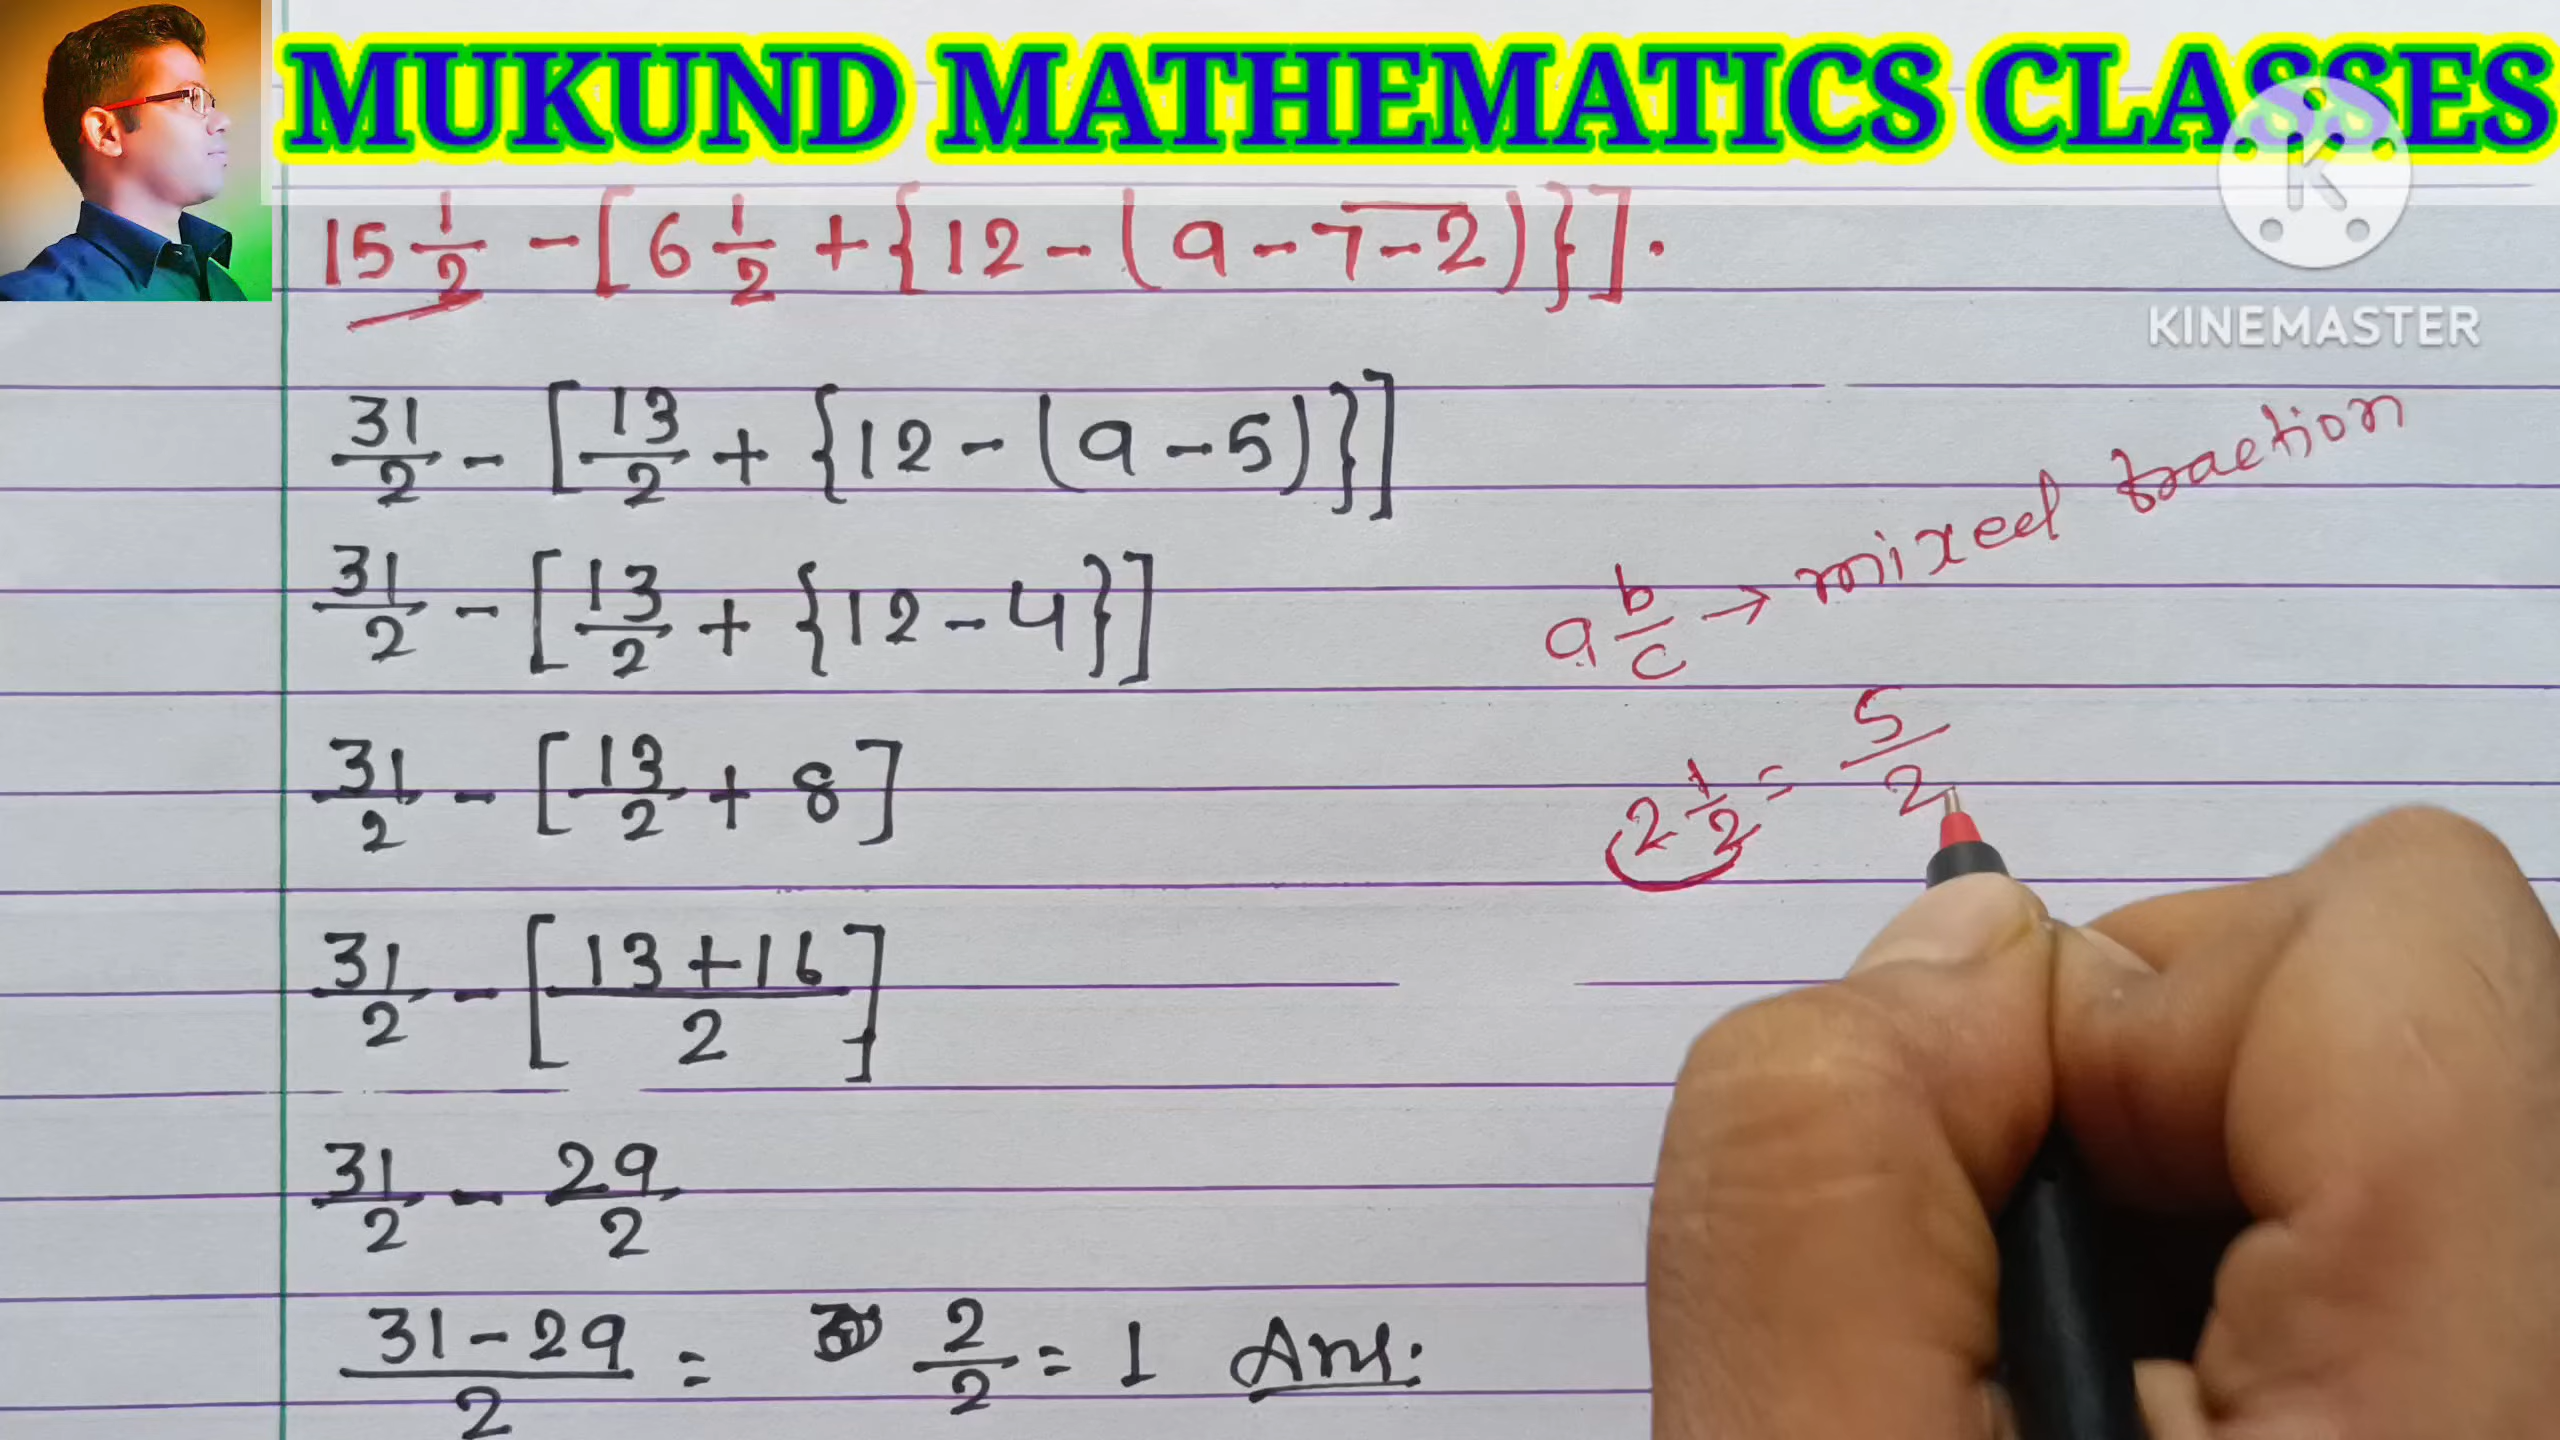 MUKUND MATHEMATICS CLASSES
K
KINEMASTER
15 1/2 - [6 1/2 + {12 - (9 - 7̅ ̅-̅ ̅2̅)}].
31/2 - [13/2 + {12 - (9 - 5)}]
31/2 - [13/2 + {12 - 4}]
31/2 - [13/2 + 8]
31/2 - [13 + 16 / 2]
31/2 - 29/2
31 - 29 / 2 = 2/2 = 1 Ans.
a b/c → mixed fraction
2 1/2 = 5/2